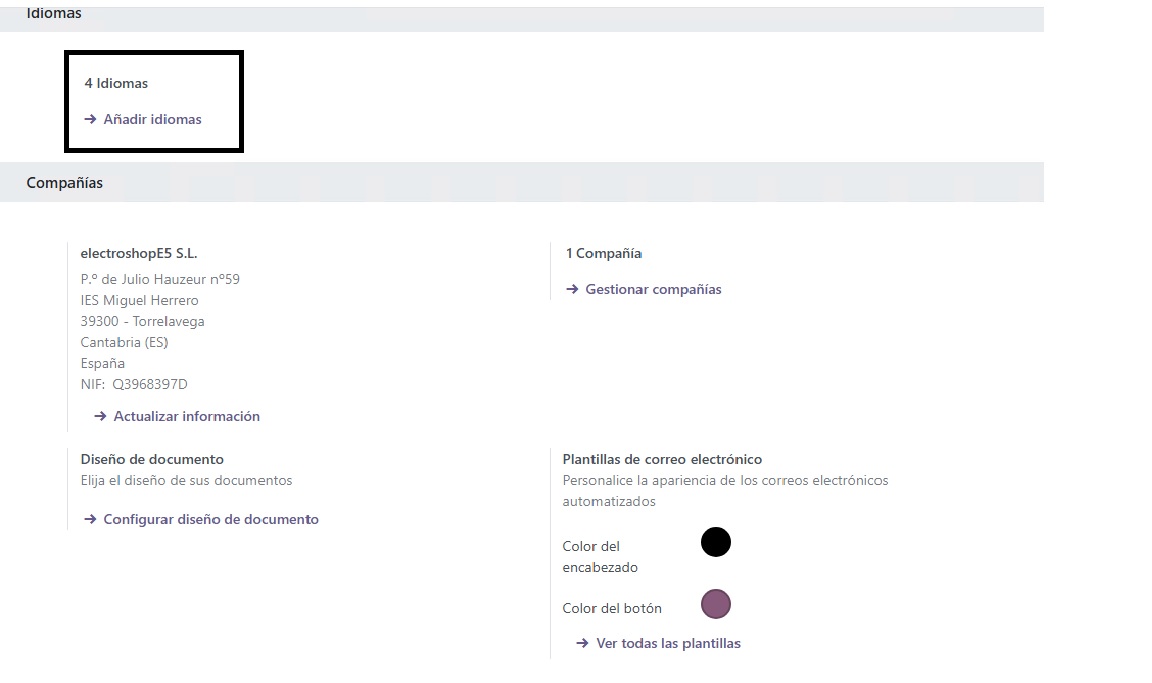 Idiomas
4 Idiomas
→ Añadir idiomas
Compañías
electroshopE5 S.L.
P.º de Julio Hauzeur nº59
IES Miguel Herrero
39300 - Torrelavega
Cantabria (ES)
España
NIF: Q3968397D
→ Actualizar información
1 Compañía
→ Gestionar compañías
Diseño de documento
Elija el diseño de sus documentos
→ Configurar diseño de documento
Plantillas de correo electrónico
Personalice la apariencia de los correos electrónicos
automatizados
Color del
encabezado
Color del botón
→ Ver todas las plantillas